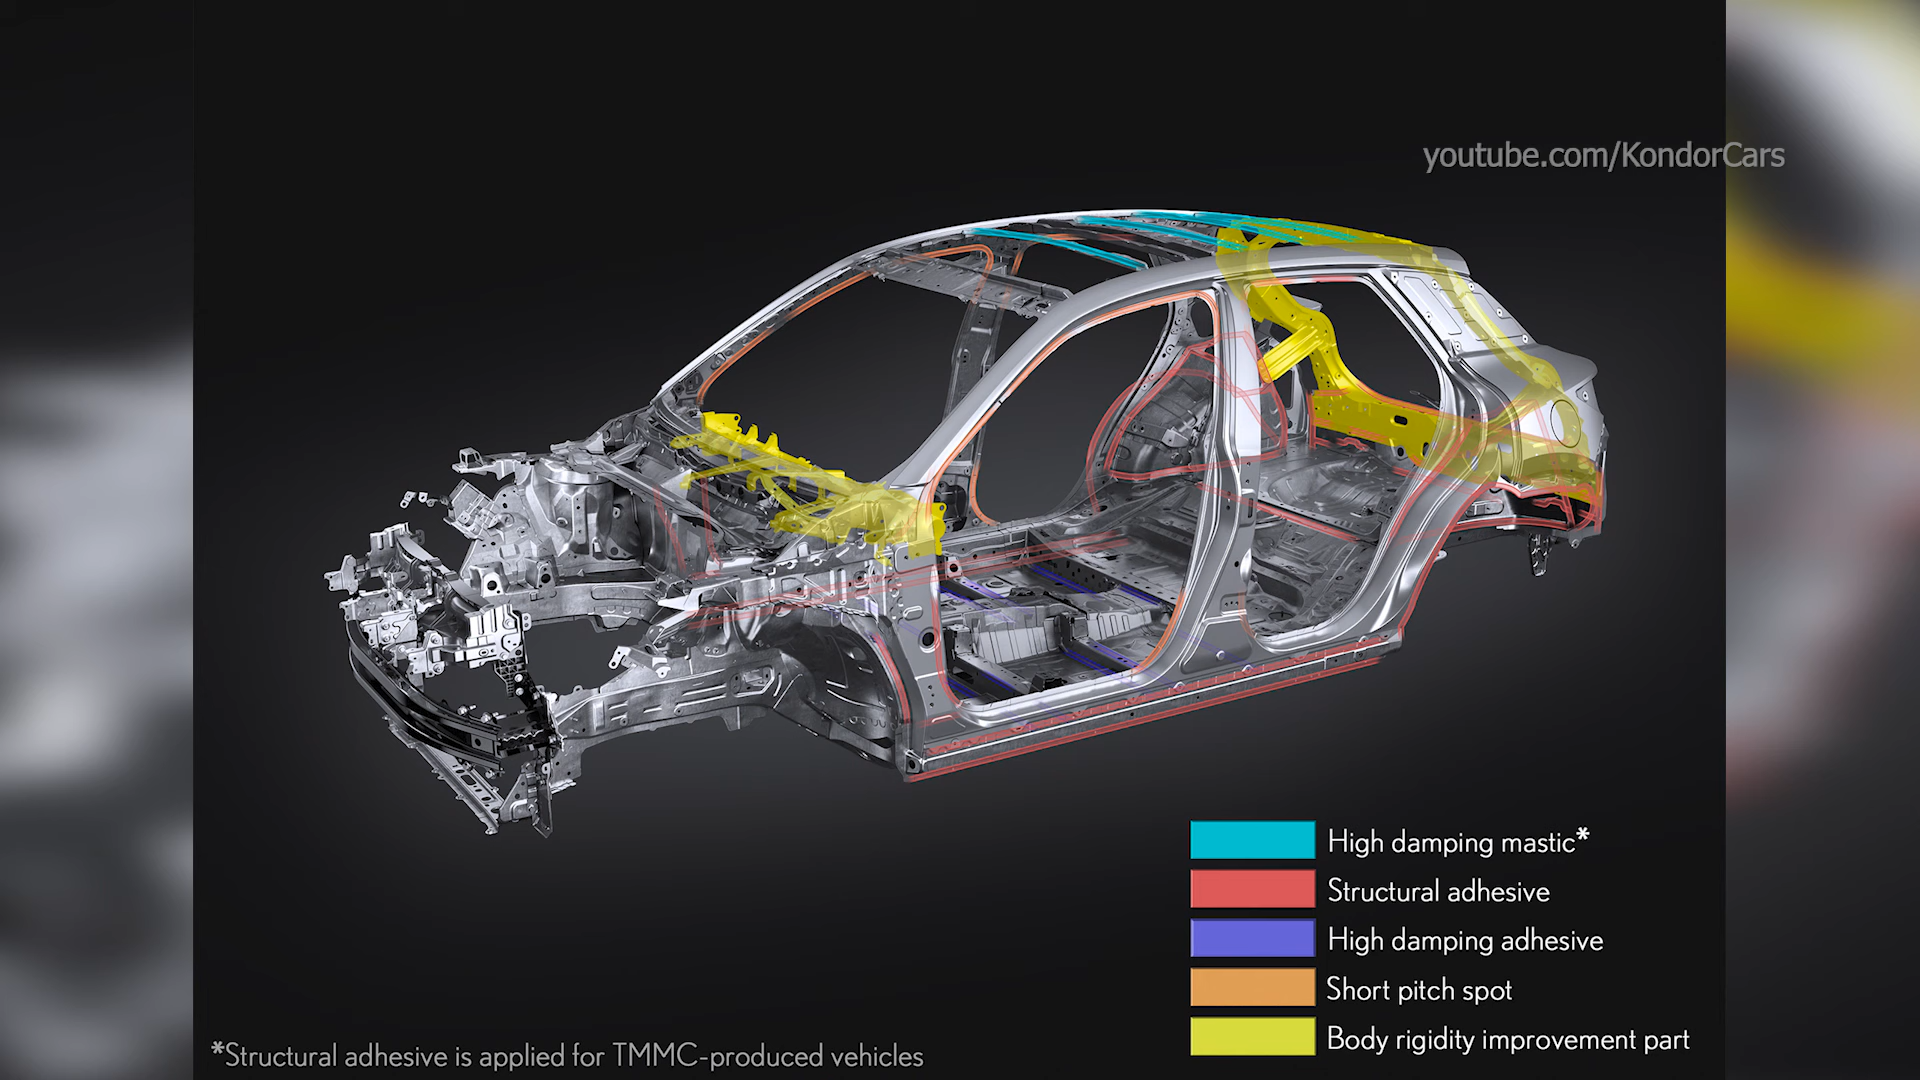 youtube.com/KondorCars
High damping mastic*
Structural adhesive
High damping adhesive
Short pitch spot
Body rigidity improvement part
*Structural adhesive is applied for TMMC-produced vehicles